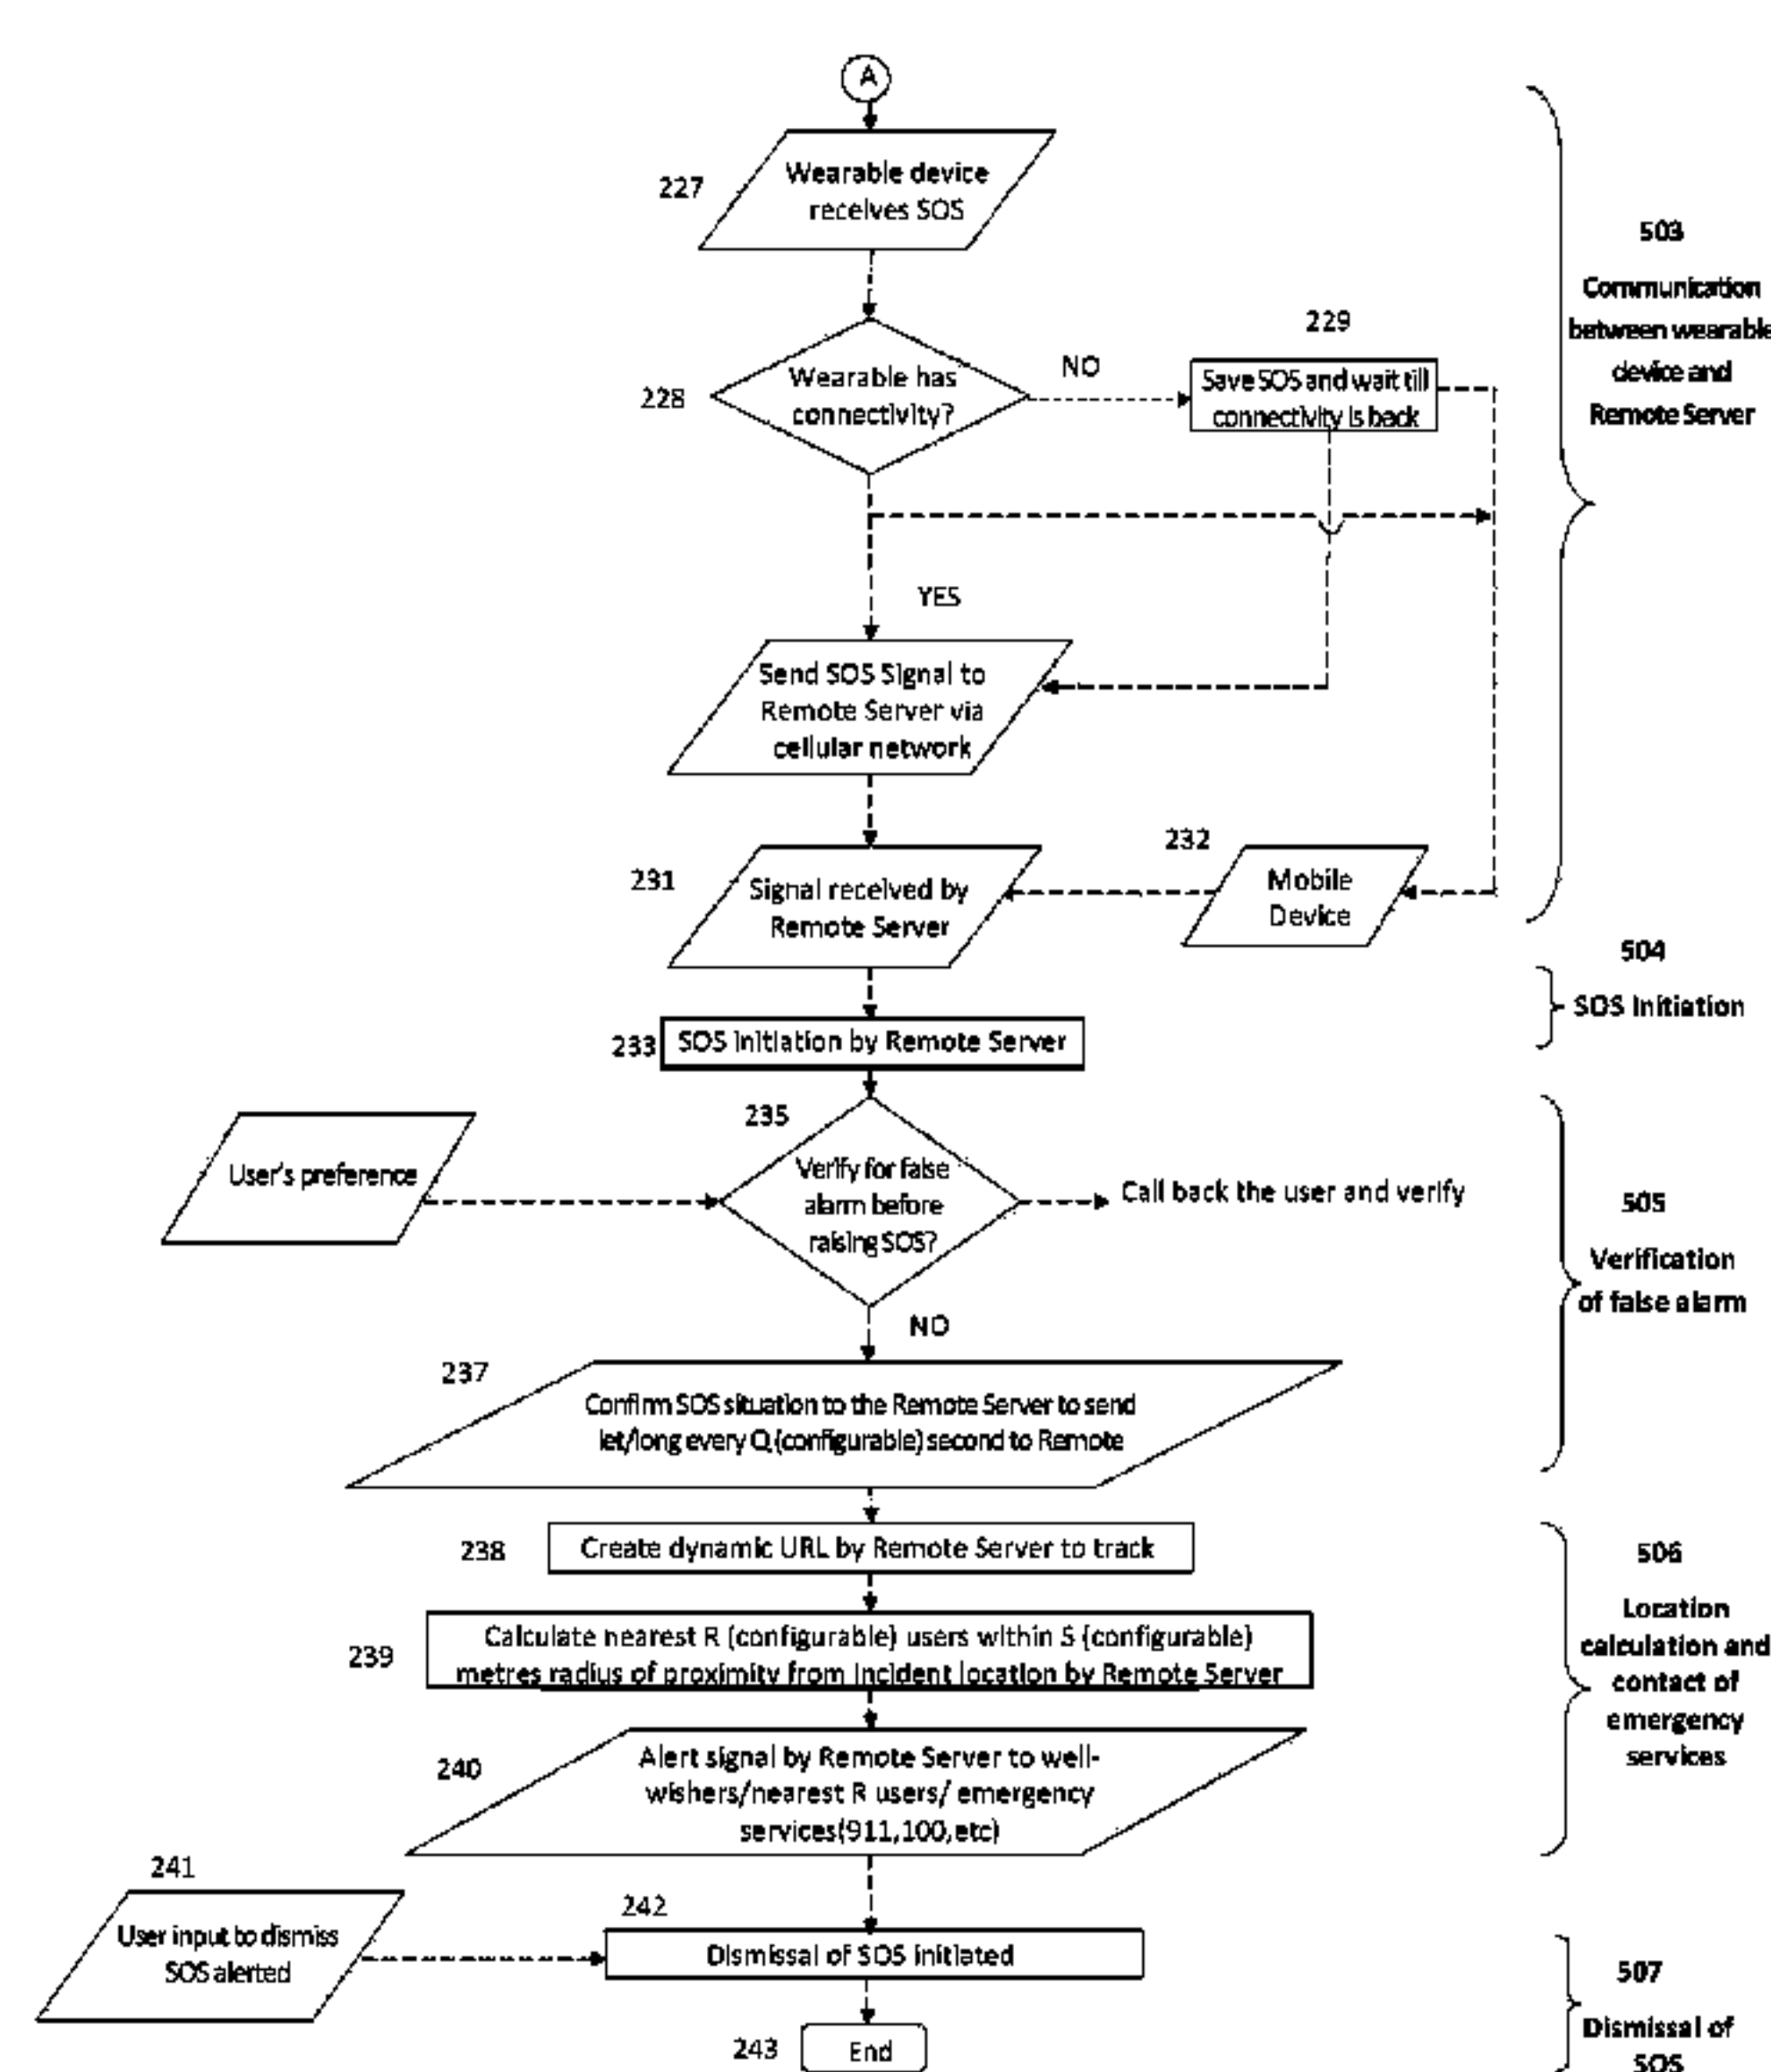 A
227
Wearable device
receives SOS
503
Communication
between wearable
device and
Remote Server
228
Wearable has
connectivity?
NO
229
Save SOS and wait till
connectivity is back
YES
Send SOS Signal to
Remote Server via
cellular network
231
Signal received by
Remote Server
232
Mobile
Device
504
SOS Initiation
233
SOS Initiation by Remote Server
235
User's preference
Verify for false
alarm before
raising SOS?
Call back the user and verify
505
Verification
of false alarm
NO
237
Confirm SOS situation to the Remote Server to send
let/long every Q (configurable) second to Remote
238
Create dynamic URL by Remote Server to track
506
Location
calculation and
contact of
emergency
services
239
Calculate nearest R (configurable) users within S (configurable)
metres radius of proximity from Incident location by Remote Server
240
Alert signal by Remote Server to well-
wishers/nearest R users/ emergency
services(911,100,etc)
241
User input to dismiss
SOS alerted
242
Dismissal of SOS initiated
507
Dismissal of
SOS
243
End